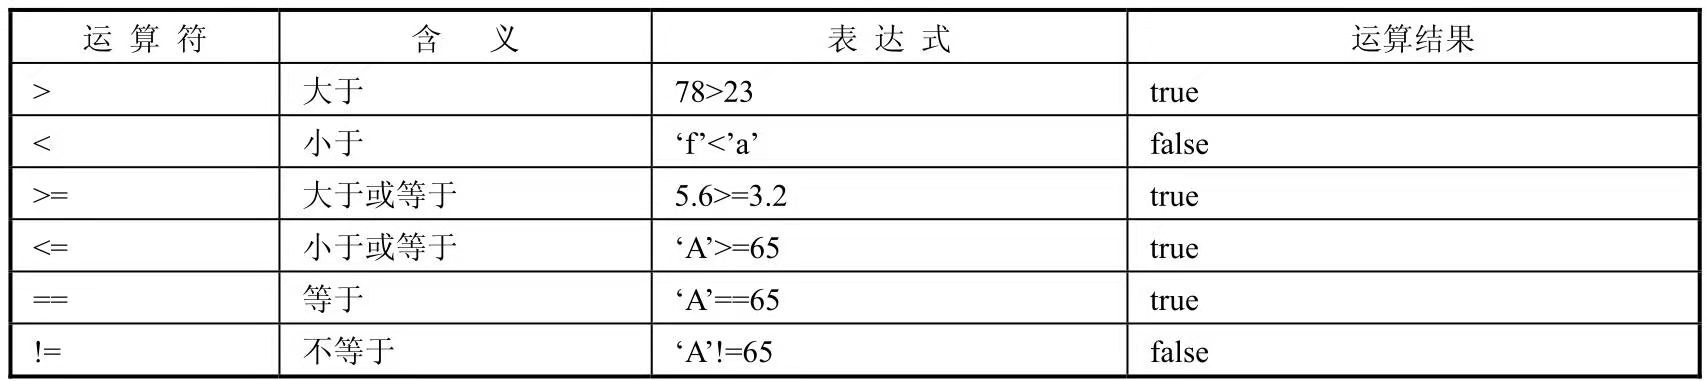 运 算 符 含 义 表 达 式 运算结果
> 大于 78>23 true
< 小于 ‘f’<’a’ false
>= 大于或等于 5.6>=3.2 true
<= 小于或等于 ‘A’>=65 true
== 等于 ‘A’==65 true
!= 不等于 ‘A’!=65 false